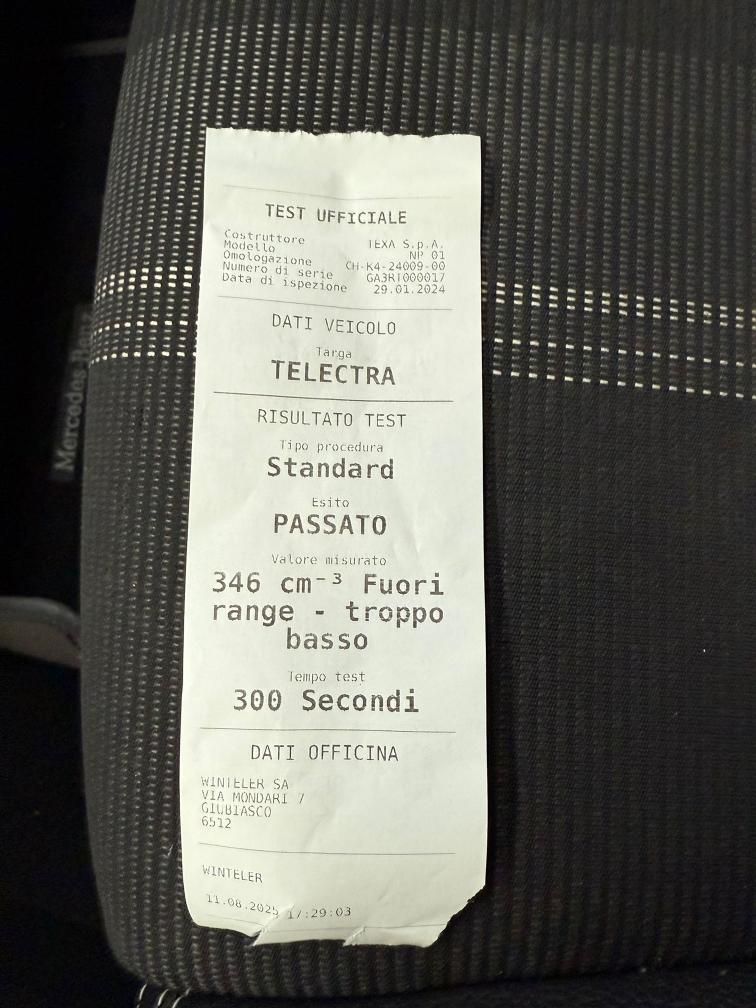 TEST UFFICIALE
Costruttore TEXA S.p.A.
Modello NP 01
Omologazione CH-K4-24009-00
Numero di serie GA3RT000017
Data di ispezione 29.01.2024
DATI VEICOLO
Targa
TELECTRA
RISULTATO TEST
Tipo procedura
Standard
Esito
PASSATO
Valore misurato
346 cm⁻³ Fuori
range - troppo
basso
Tempo test
300 Secondi
DATI OFFICINA
WINTELER SA
VIA MONDARI 7
GIUBIASCO
6512
WINTELER
11.08.2025 17:29:03